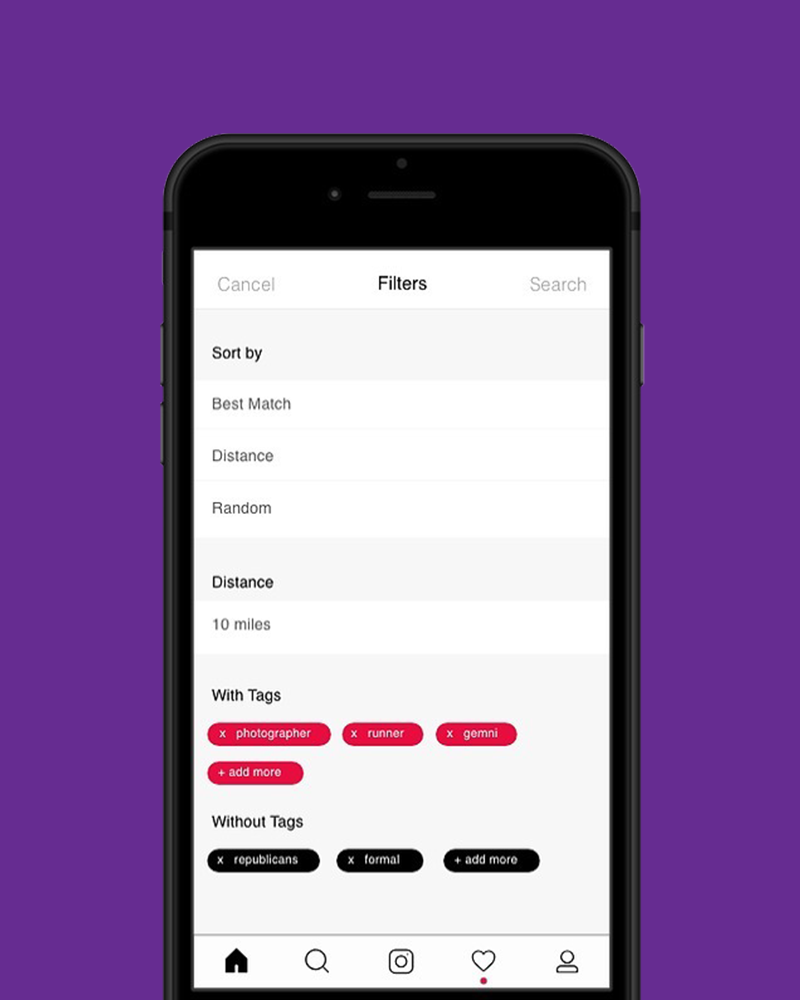 Cancel Filters Search
Sort by
Best Match
Distance
Random
Distance
10 miles
With Tags
x photographer x runner x gemni
+ add more
Without Tags
x republicans x formal + add more